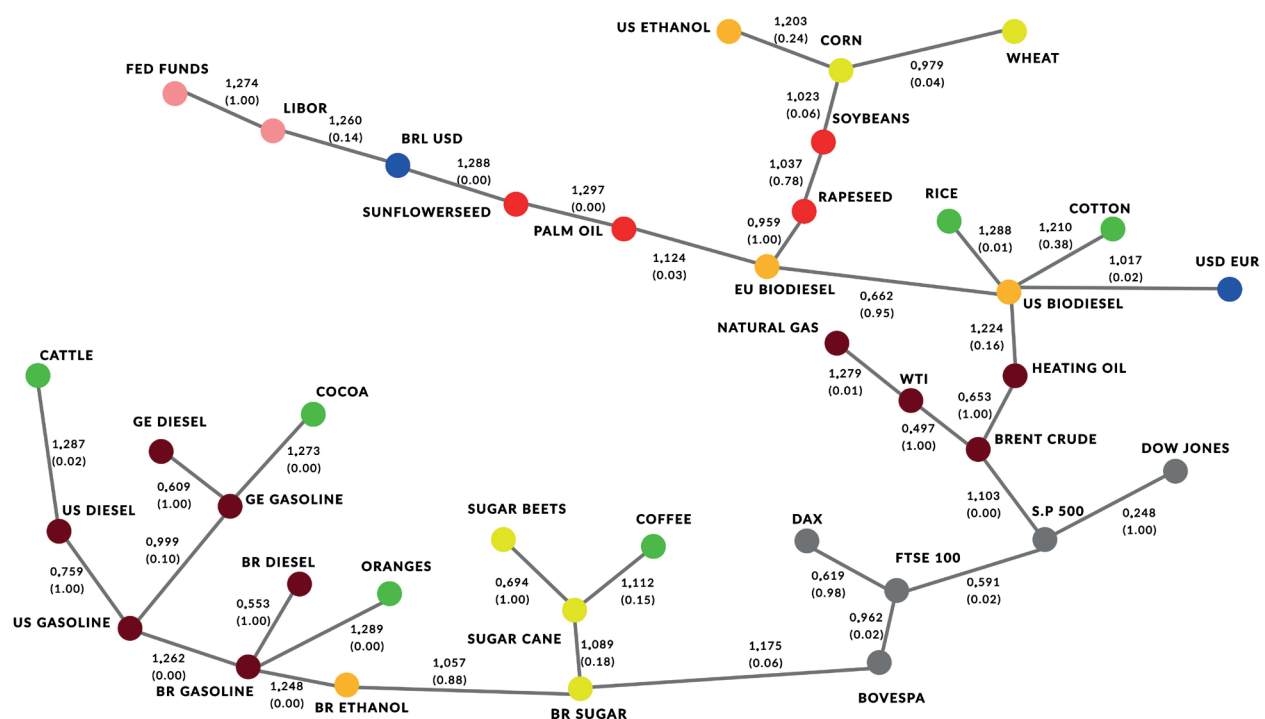 US ETHANOL
1,203
(0.24)
CORN
WHEAT
0,979
(0.04)
FED FUNDS
1,274
(1.00)
LIBOR
1,260
(0.14)
BRL USD
1,288
(0.00)
SUNFLOWERSEED
1,297
(0.00)
PALM OIL
1,023
(0.06)
SOYBEANS
1,037
(0.78)
RAPESEED
0,959
(1.00)
1,124
(0.03)
EU BIODIESEL
0,662
(0.95)
RICE
1,288
(0.01)
COTTON
1,210
(0.38)
1,017
(0.02)
USD EUR
US BIODIESEL
1,224
(0.16)
HEATING OIL
NATURAL GAS
1,279
(0.01)
WTI
0,653
(1.00)
0,497
(1.00)
BRENT CRUDE
1,103
(0.00)
DOW JONES
S.P 500
0,248
(1.00)
CATTLE
1,287
(0.02)
GE DIESEL
COCOA
1,273
(0.00)
0,609
(1.00)
GE GASOLINE
US DIESEL
0,999
(0.10)
0,759
(1.00)
US GASOLINE
BR DIESEL
0,553
(1.00)
ORANGES
1,289
(0.00)
1,262
(0.00)
BR GASOLINE
1,248
(0.00)
BR ETHANOL
1,057
(0.88)
SUGAR BEETS
COFFEE
0,694
(1.00)
1,112
(0.15)
SUGAR CANE
1,089
(0.18)
BR SUGAR
1,175
(0.06)
DAX
0,619
(0.98)
FTSE 100
0,591
(0.02)
0,962
(0.02)
BOVESPA